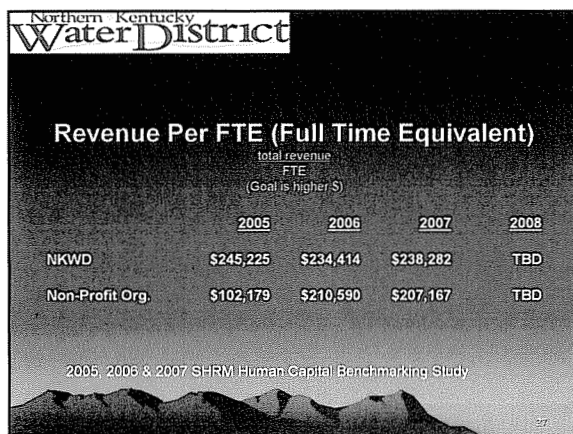 Northern Kentucky
Water District
Revenue Per FTE (Full Time Equivalent)
total revenue
FTE
(Goal is higher $)
2005 2006 2007 2008
NKWD $245,225 $234,414 $238,282 TBD
Non-Profit Org. $102,179 $210,590 $207,167 TBD
2005, 2006 & 2007 SHRM Human Capital Benchmarking Study
27